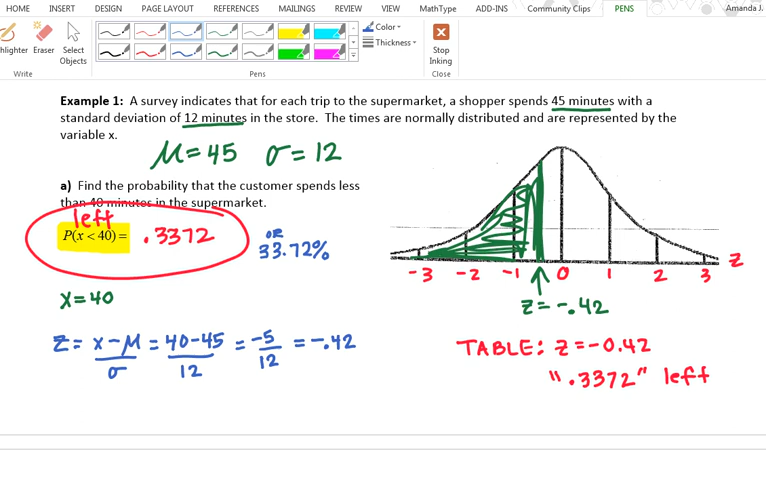 HOME INSERT DESIGN PAGE LAYOUT REFERENCES MAILINGS REVIEW VIEW MathType ADD-INS Community Clips PENS Amanda J.
hlighter Eraser Select Objects
Color
Thickness
Stop Inking
Write Pens Close
Example 1: A survey indicates that for each trip to the supermarket, a shopper spends 45 minutes with a
standard deviation of 12 minutes in the store. The times are normally distributed and are represented by the
variable x.
μ=45 σ=12
a) Find the probability that the customer spends less
than 40 minutes in the supermarket.
left
P(x < 40) = .3372
OR
33.72%
-3 -2 -1 0 1 2 3 Z
z=-.42
x=40
z= x-μ/σ = 40-45/12 = -5/12 = -.42
TABLE: z=-0.42
".3372" left